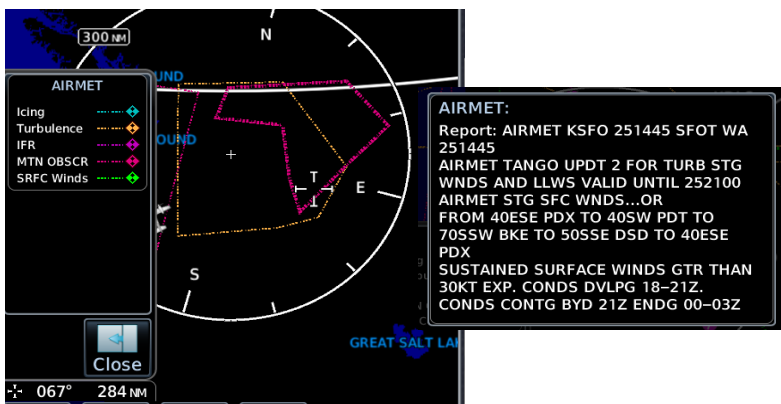 300 NM
N
UND
AIRMET
Icing
Turbulence
IFR
MTN OBSCR
SRFC Winds
OUND
T
I
E
S
GREAT SALT LA
Close
067° 284 NM
AIRMET:
Report: AIRMET KSFO 251445 SFOT WA
251445
AIRMET TANGO UPDT 2 FOR TURB STG
WNDS AND LLWS VALID UNTIL 252100
AIRMET STG SFC WNDS...OR
FROM 40ESE PDX TO 40SW PDT TO
70SSW BKE TO 50SSE DSD TO 40ESE
PDX
SUSTAINED SURFACE WINDS GTR THAN
30KT EXP. CONDS DVLPG 18–21Z.
CONDS CONTG BYD 21Z ENDG 00–03Z